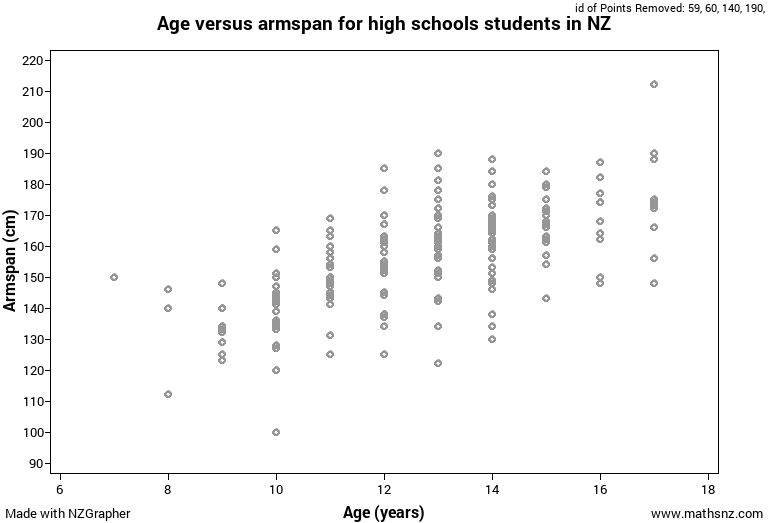 id of Points Removed: 59, 60, 140, 190,
Age versus armspan for high schools students in NZ
220
210
200
190
180
170
160
150
140
130
120
110
100
90
Armspan (cm)
6 8 10 12 14 16 18
Age (years)
Made with NZGrapher
www.mathsnz.com